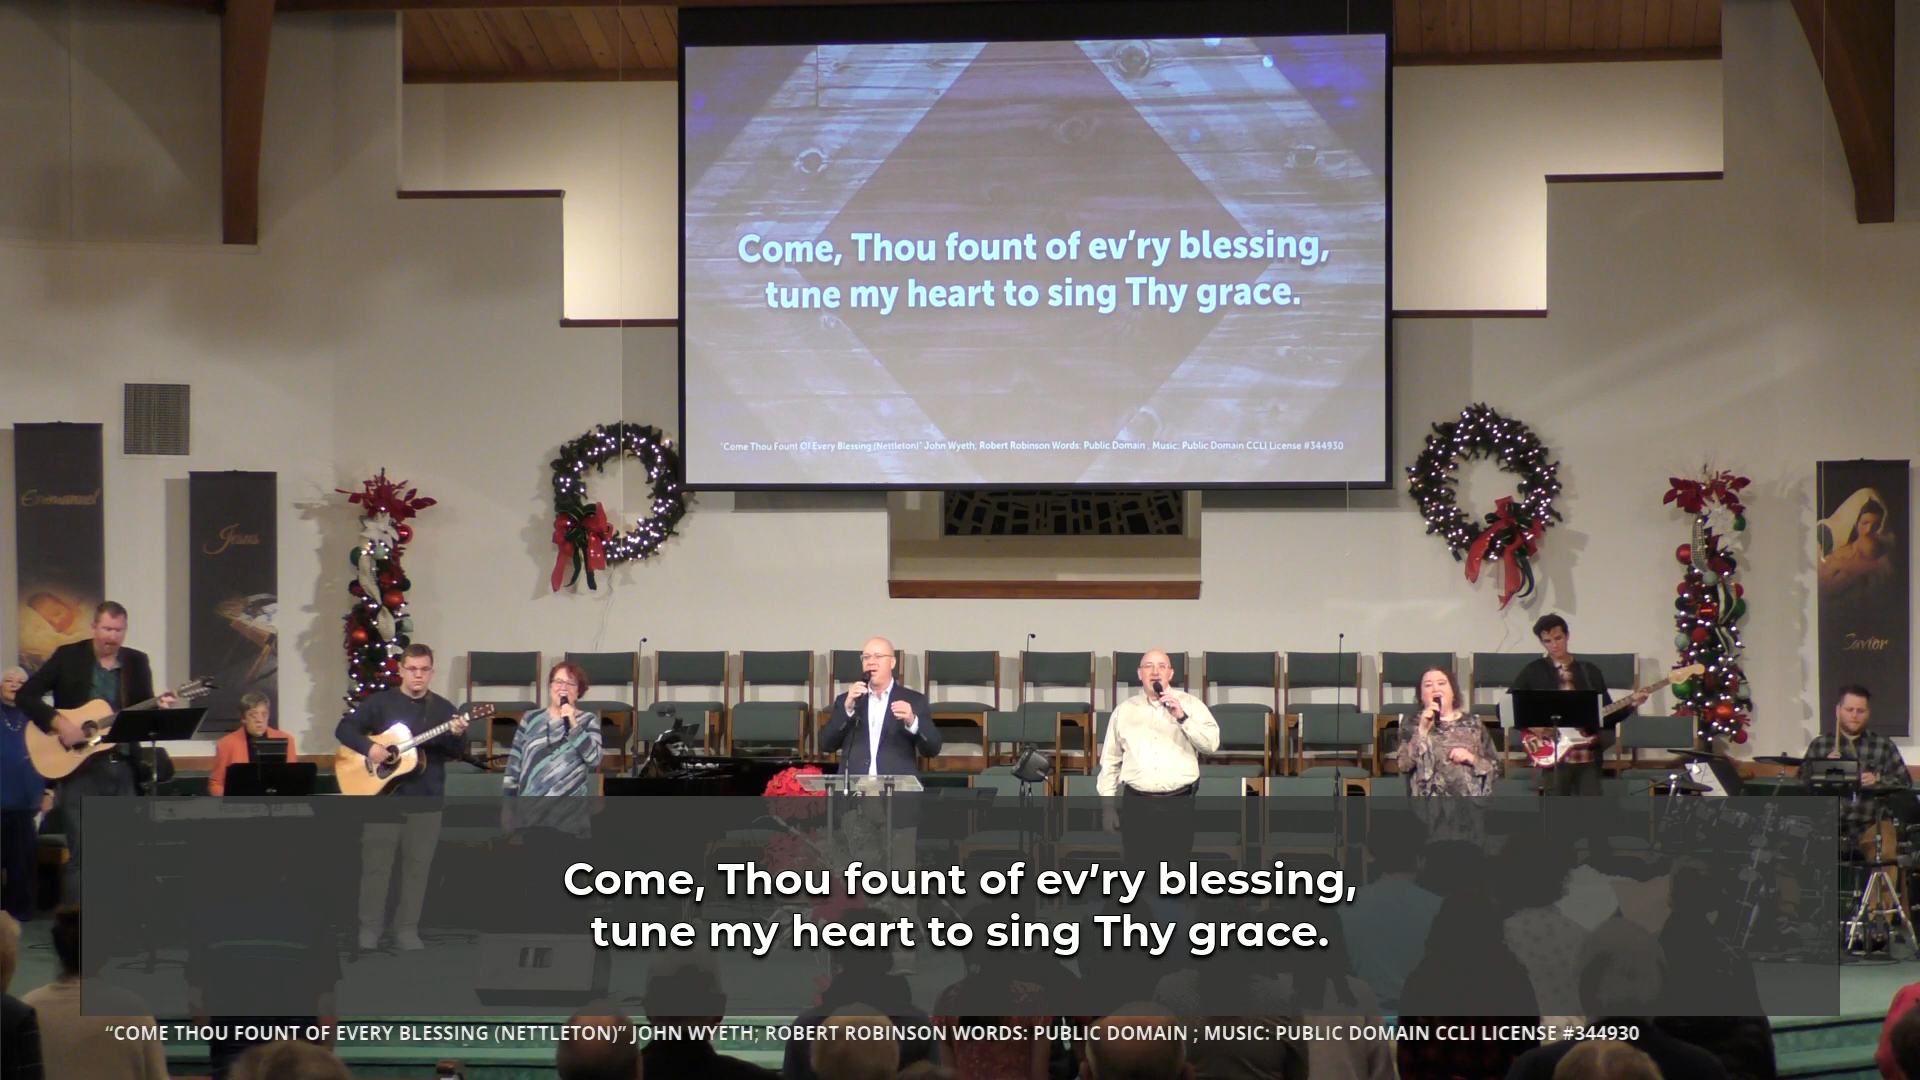 Come, Thou fount of ev’ry blessing,
tune my heart to sing Thy grace.
"Come Thou Fount Of Every Blessing (Nettleton)" John Wyeth; Robert Robinson Words: Public Domain ; Music: Public Domain CCLI License #344930
Emmanuel
Jesus
Savior
Come, Thou fount of ev’ry blessing,
tune my heart to sing Thy grace.
“COME THOU FOUNT OF EVERY BLESSING (NETTLETON)” JOHN WYETH; ROBERT ROBINSON WORDS: PUBLIC DOMAIN ; MUSIC: PUBLIC DOMAIN CCLI LICENSE #344930